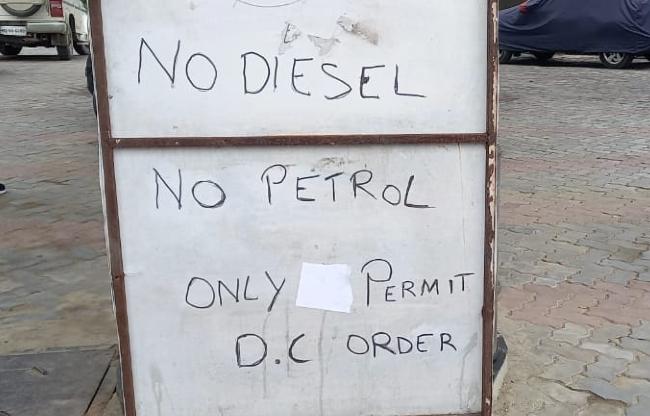 NO DIESEL
NO PETROL
ONLY PERMIT
D.C ORDER